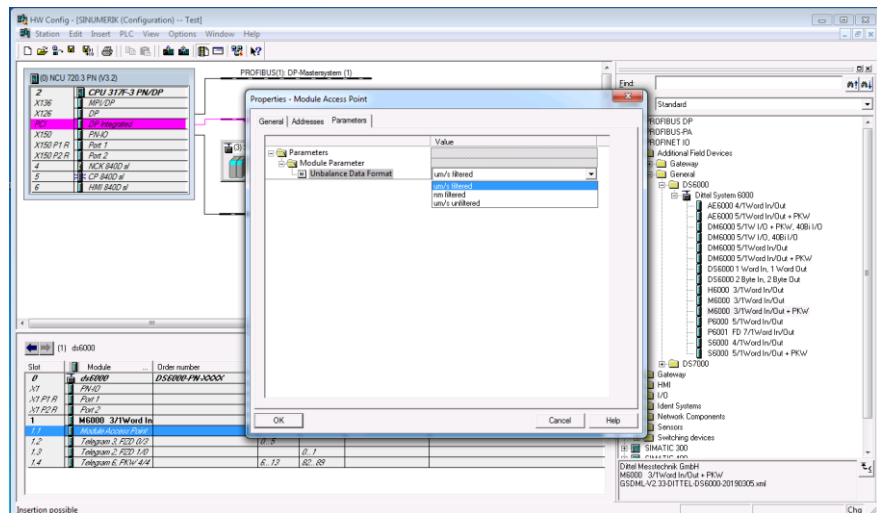 HW Config - [SINUMERIK (Configuration) -- Test]
Station Edit Insert PLC View Options Window Help
(0) NCU 720.3 PN (V3.2)
2 CPU 317F-3 PN/DP
X136 MPI/DP
X126 DP
PCI DP Integrated
X150 PN-IO
X150 P1 R Port 1
X150 P2 R Port 2
4 NCK 840D sl
5 CP 840D sl
6 HMI 840D sl
PROFIBUS(1): DP-Mastersystem (1)
Properties - Module Access Point
General Addresses Parameters
Value
Parameters
Module Parameter
Unbalance Data Format um/s filtered
um/s filtered
nm filtered
um/s unfiltered
OK Cancel Help
Find:
Standard
PROFIBUS-PA
PROFINET IO
Additional Field Devices
Gateway
General
DS6000
Dittel System 6000
AE6000 4/1Word In/Out
AE6000 5/1Word In/Out + PKW
DM6000 5/1W I/O + PKW, 40Bi I/O
DM6000 5/1W I/O, 40Bi I/O
DM6000 5/1Word In/Out
DM6000 5/1Word In/Out + PKW
DS6000 1 Word In, 1 Word Out
DS6000 2 Byte In, 2 Byte Out
H6000 3/1Word In/Out
M6000 3/1Word In/Out
M6000 3/1Word In/Out + PKW
P6000 5/1Word In/Out
P6001 FD 7/1Word In/Out
S6000 4/1Word In/Out
S6000 5/1Word In/Out + PKW
DS7000
Gateway
HMI
I/O
Ident Systems
Network Components
Sensors
Switching devices
SIMATIC 300
(1) ds6000
Slot Module ... Order number
0 ds6000 DS6000-PN-XXXX
X1 PN-IO
X1 P1 R Port 1
X1 P2 R Port 2
1 M6000 3/1Word In
1.1 Module Access Point
1.2 Telegram 3, PZD 0/3 0..5
1.3 Telegram 2, PZD 1/0 0..1
1.4 Telegram 6, PKW 4/4 6..13 82..89
Dittel Messtechnik GmbH
M6000 3/1Word In/Out + PKW
GSDML-V2.33-DITTEL-DS6000-20190305.xml
Insertion possible
Chg